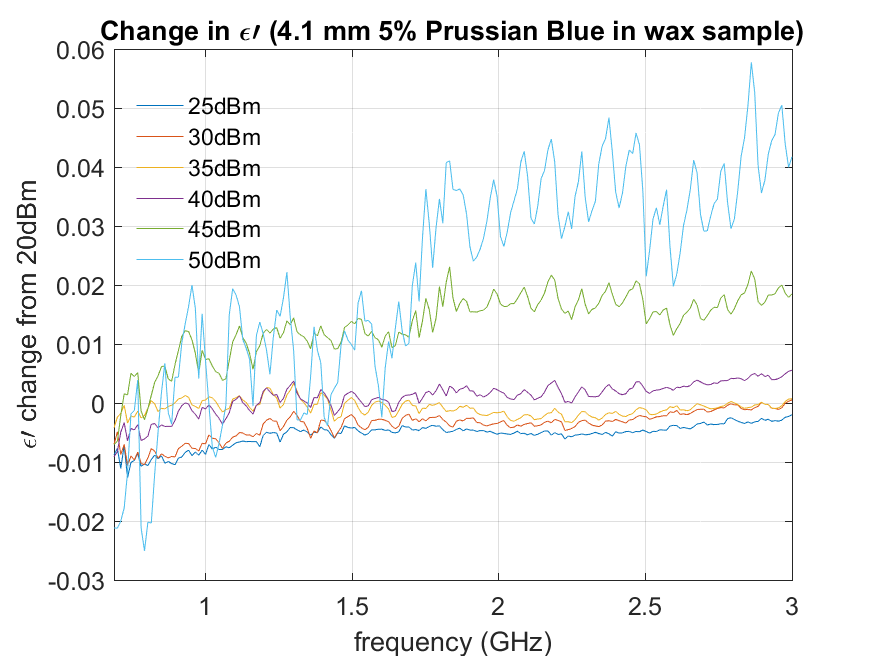 Change in ϵ′ (4.1 mm 5% Prussian Blue in wax sample)
ϵ′ change from 20dBm
0.06
0.05
0.04
0.03
0.02
0.01
0
-0.01
-0.02
-0.03
25dBm
30dBm
35dBm
40dBm
45dBm
50dBm
1 1.5 2 2.5 3
frequency (GHz)